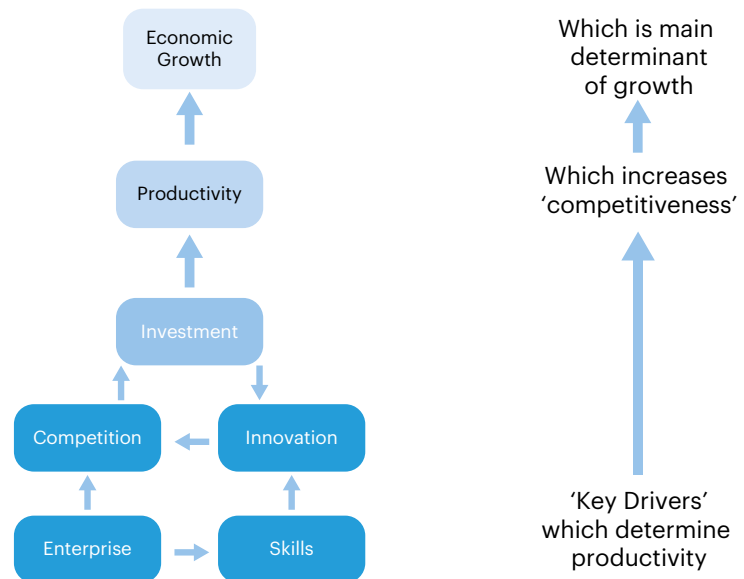 Economic
Growth
Which is main
determinant
of growth
Productivity
Which increases
‘competitiveness’
Investment
Competition
Innovation
Enterprise
Skills
‘Key Drivers’
which determine
productivity